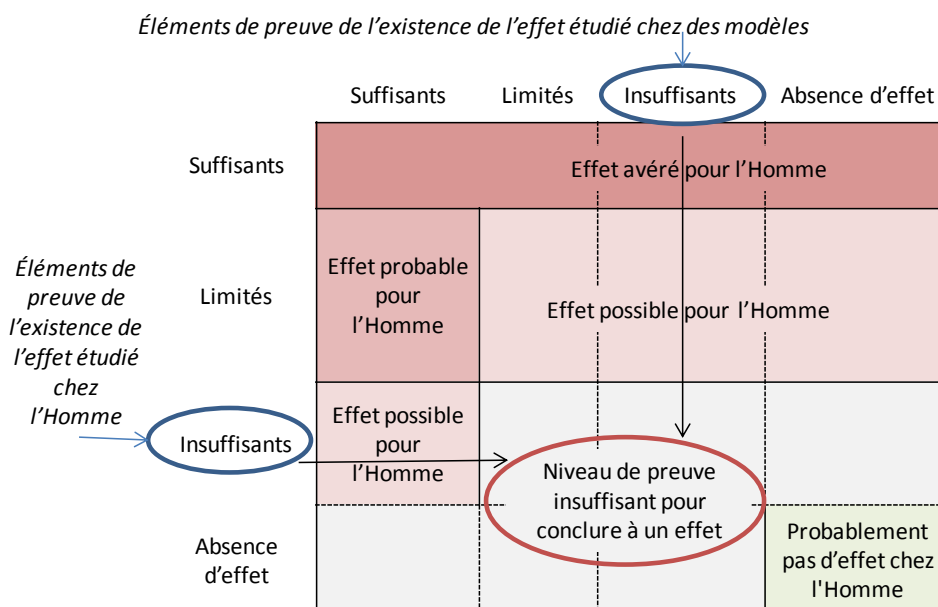 Éléments de preuve de l'existence de l'effet étudié chez des modèles
Suffisants Limités Insuffisants Absence d'effet
Suffisants
Effet avéré pour l'Homme
Éléments de
preuve de
l'existence de
l'effet étudié
chez
l'Homme
Limités
Effet probable
pour
l'Homme
Effet possible pour l'Homme
Insuffisants
Effet possible
pour
l'Homme
Niveau de preuve
insuffisant pour
conclure à un effet
Absence
d'effet
Probablement
pas d'effet chez
l'Homme